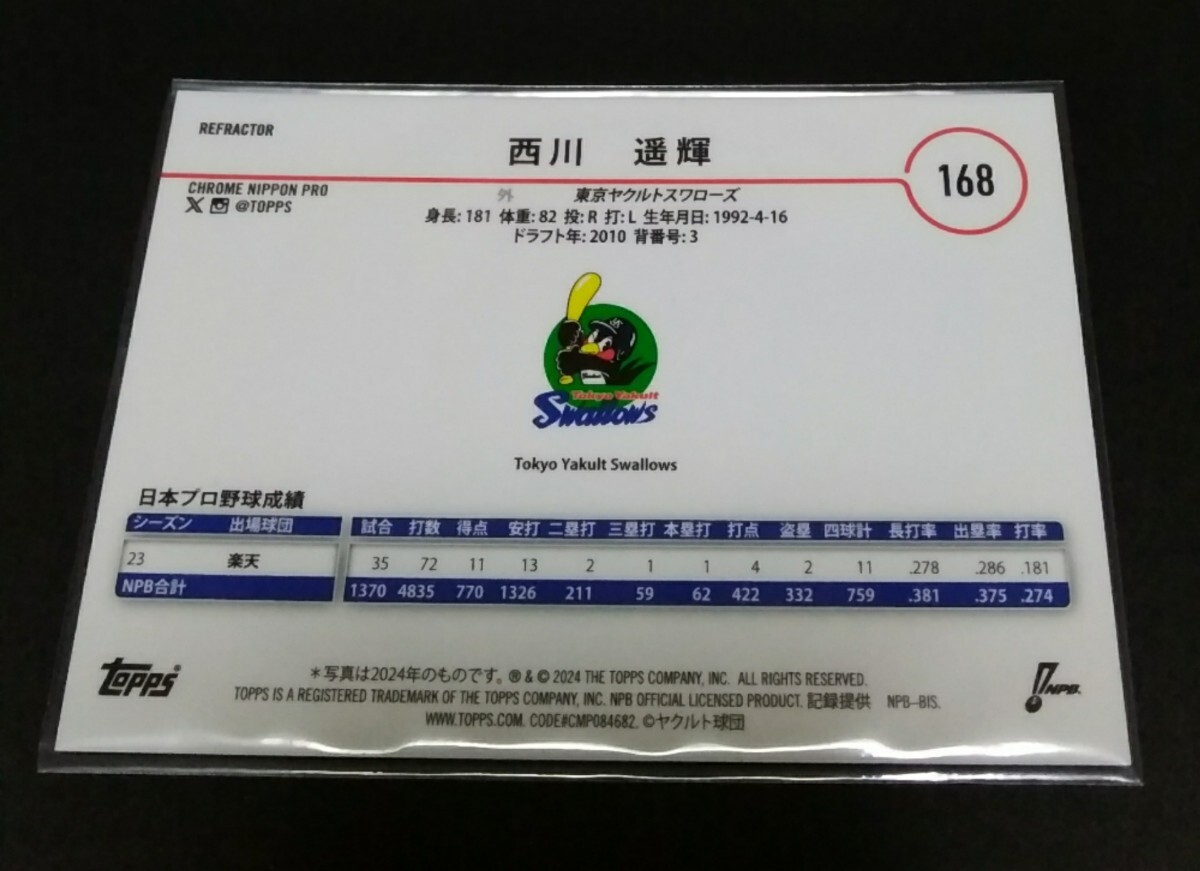 REFRACTOR
西川 遥輝
168
CHROME NIPPON PRO
@TOPPS
外 東京ヤクルトスワローズ
身長: 181 体重: 82 投: R 打: L 生年月日: 1992-4-16
ドラフト年: 2010 背番号: 3
Tokyo Yakult
Swallows
Tokyo Yakult Swallows
日本プロ野球成績
シーズン 出場球団 試合 打数 得点 安打 二塁打 三塁打 本塁打 打点 盗塁 四球計 長打率 出塁率 打率
23 楽天 35 72 11 13 2 1 1 4 2 11 .278 .286 .181
NPB合計 1370 4835 770 1326 211 59 62 422 332 759 .381 .375 .274
Topps®
*写真は2024年のものです。® & © 2024 THE TOPPS COMPANY, INC. ALL RIGHTS RESERVED.
TOPPS IS A REGISTERED TRADEMARK OF THE TOPPS COMPANY, INC. NPB OFFICIAL LICENSED PRODUCT. 記録提供 NPB-BIS.
WWW.TOPPS.COM. CODE#CMP084682. ©ヤクルト球団
NPB